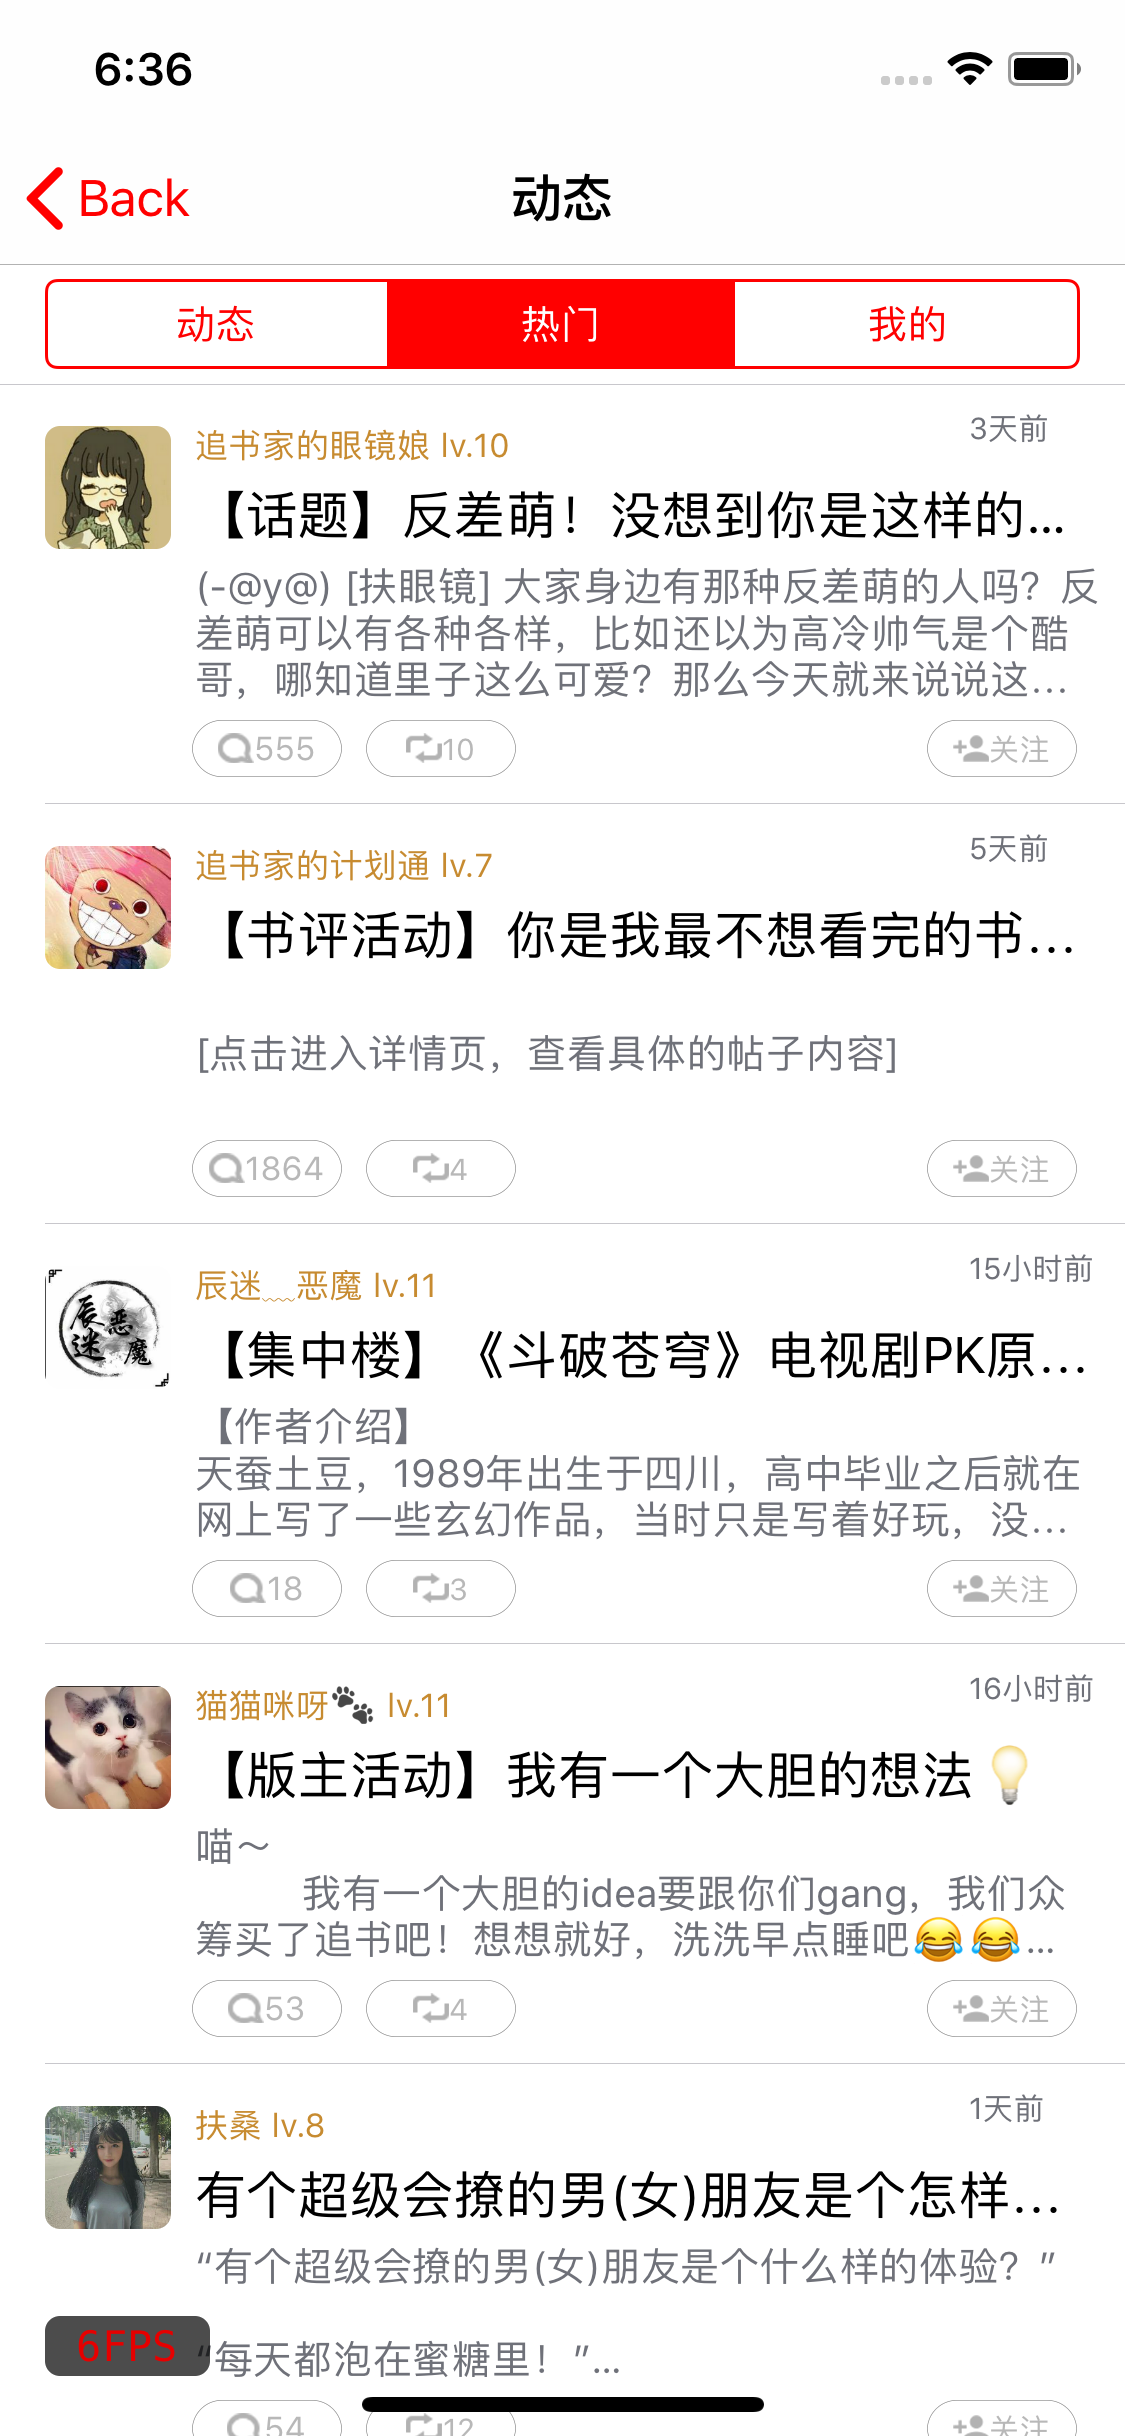 6:36
Back
动态
动态
热门
我的
追书家的眼镜娘 lv.10
3天前
【话题】反差萌！没想到你是这样的...
(-@y@) [扶眼镜] 大家身边有那种反差萌的人吗？反
差萌可以有各种各样，比如还以为高冷帅气是个酷
哥，哪知道里子这么可爱？那么今天就来说说这...
555
10
关注
追书家的计划通 lv.7
5天前
【书评活动】你是我最不想看完的书...
[点击进入详情页，查看具体的帖子内容]
1864
4
关注
辰迷﹏恶魔 lv.11
15小时前
辰迷恶魔
【集中楼】《斗破苍穹》电视剧PK原...
【作者介绍】
天蚕土豆，1989年出生于四川，高中毕业之后就在
网上写了一些玄幻作品，当时只是写着好玩，没...
18
3
关注
猫猫咪呀🐾 lv.11
16小时前
【版主活动】我有一个大胆的想法💡
喵～
我有一个大胆的idea要跟你们gang，我们众
筹买了追书吧！想想就好，洗洗早点睡吧😂😂...
53
4
关注
扶桑 lv.8
1天前
有个超级会撩的男(女)朋友是个怎样...
“有个超级会撩的男(女)朋友是个什么样的体验？”
6FPS
“每天都泡在蜜糖里！”...
54
12
关注